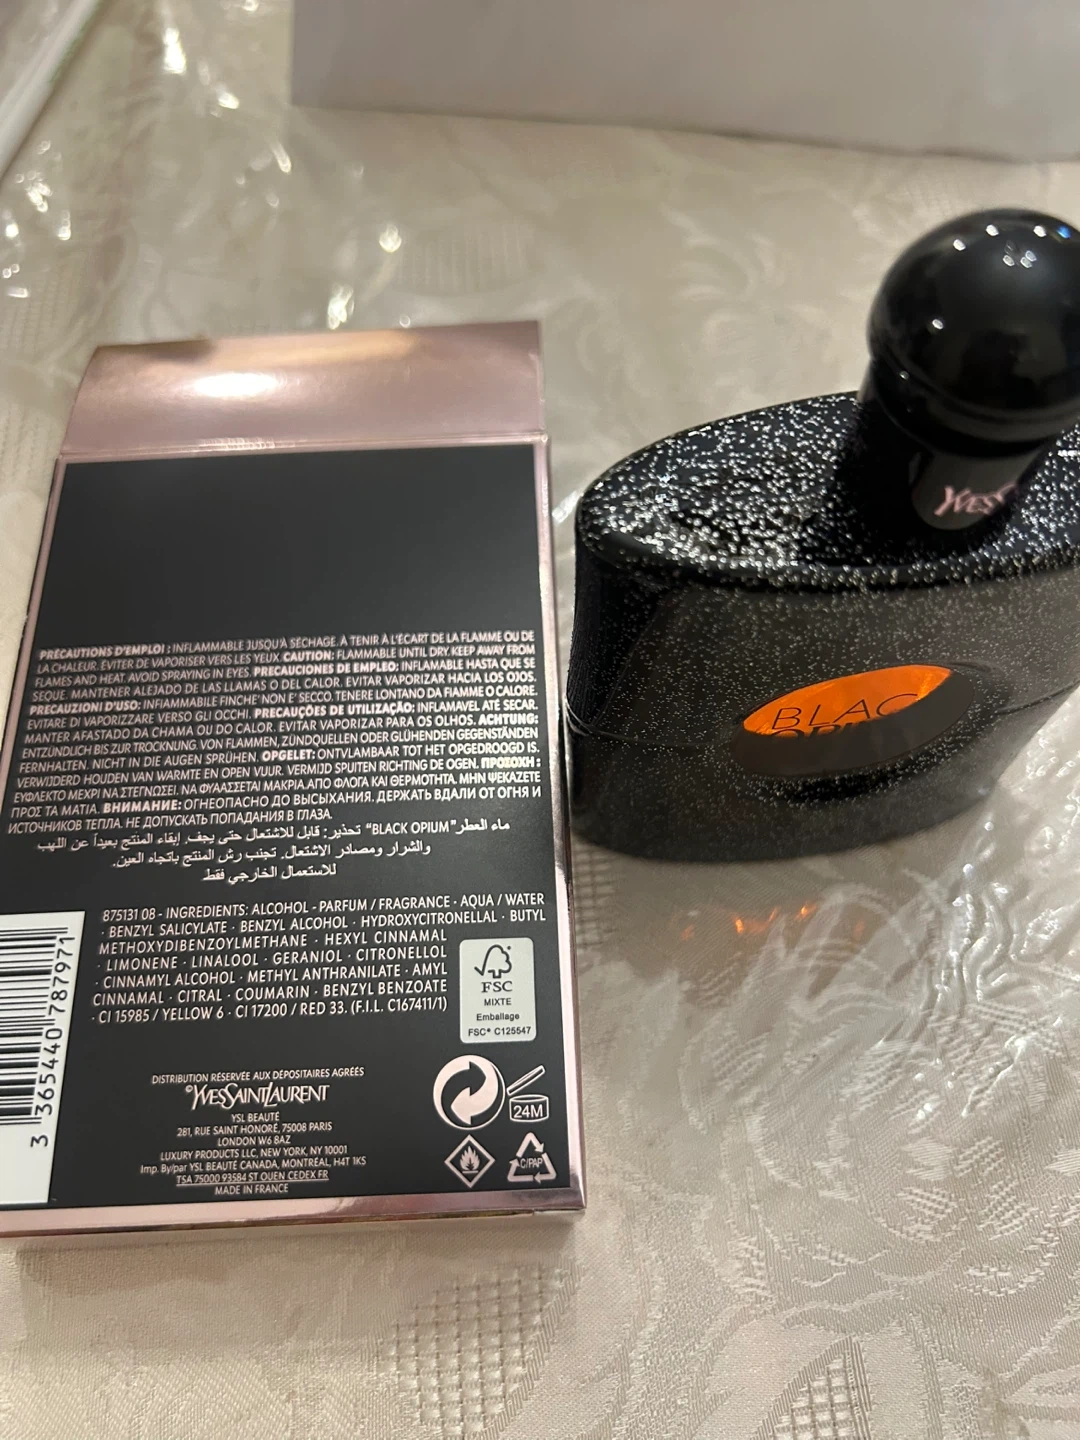 PRÉCAUTIONS D'EMPLOI : INFLAMMABLE JUSQU'À SÉCHAGE. À TENIR À L'ÉCART DE LA FLAMME OU DE
LA CHALEUR. ÉVITER DE VAPORISER VERS LES YEUX. CAUTION: FLAMMABLE UNTIL DRY. KEEP AWAY FROM
FLAMES AND HEAT. AVOID SPRAYING IN EYES. PRECAUCIONES DE EMPLEO: INFLAMABLE HASTA QUE SE
SEQUE. MANTENER ALEJADO DE LAS LLAMAS O DEL CALOR. EVITAR VAPORIZAR HACIA LOS OJOS.
PRECAUZIONI D'USO: INFIAMMABILE FINCHE' NON E' SECCO. TENERE LONTANO DA FIAMME O CALORE.
EVITARE DI VAPORIZZARE VERSO GLI OCCHI. PRECAUÇÕES DE UTILIZAÇÃO: INFLAMÁVEL ATÉ SECAR.
MANTER AFASTADO DA CHAMA OU DO CALOR. EVITAR VAPORIZAR PARA OS OLHOS. ACHTUNG:
ENTZÜNDLICH BIS ZUR TROCKNUNG. VON FLAMMEN, ZÜNDQUELLEN ODER GLÜHENDEN GEGENSTÄNDEN
FERNHALTEN. NICHT IN DIE AUGEN SPRÜHEN. OPGELET: ONTVLAMBAAR TOT HET OPGEDROOGD IS.
VERWIJDERD HOUDEN VAN WARMTE EN OPEN VUUR. VERMIJD SPUITEN RICHTING DE OGEN. ΠΡΟΣΟΧΗ :
ΕΥΦΛΕΚΤΟ ΜΕΧΡΙ ΝΑ ΣΤΕΓΝΩΣΕΙ. ΝΑ ΦΥΛΑΣΣΕΤΑΙ ΜΑΚΡΙΑ ΑΠΟ ΦΛΟΓΑ ΚΑΙ ΘΕΡΜΟΤΗΤΑ. ΜΗΝ ΨΕΚΑΖΕΤΕ
ΠΡΟΣ ΤΑ ΜΑΤΙΑ. ВНИМАНИЕ: ОГНЕОПАСНО ДО ВЫСЫХАНИЯ. ДЕРЖАТЬ ВДАЛИ ОТ ОГНЯ И
ИСТОЧНИКОВ ТЕПЛА. НЕ ДОПУСКАТЬ ПОПАДАНИЯ В ГЛАЗА.
ماء العطر "BLACK OPIUM" تحذير: قابل للاشتعال حتى يجف. إبقاء المنتج بعيداً عن اللهب
والشرار ومصادر الاشتعال. تجنب رش المنتج باتجاه العين.
للاستعمال الخارجي فقط
875131 08 - INGREDIENTS: ALCOHOL - PARFUM / FRAGRANCE · AQUA / WATER
· BENZYL SALICYLATE · BENZYL ALCOHOL · HYDROXYCITRONELLAL · BUTYL
METHOXYDIBENZOYLMETHANE · HEXYL CINNAMAL
· LIMONENE · LINALOOL · GERANIOL · CITRONELLOL
· CINNAMYL ALCOHOL · METHYL ANTHRANILATE · AMYL
CINNAMAL · CITRAL · COUMARIN · BENZYL BENZOATE
· CI 15985 / YELLOW 6 · CI 17200 / RED 33. (F.I.L. C167411/1)
FSC
MIXTE
Emballage
FSC® C125547
3 365440 787971
DISTRIBUTION RÉSERVÉE AUX DÉPOSITAIRES AGRÉÉS
©YVESSAINTLAURENT
YSL BEAUTÉ
281, RUE SAINT HONORÉ, 75008 PARIS
LONDON W6 8AZ
LUXURY PRODUCTS LLC, NEW YORK, NY 10001
Imp. By/par YSL BEAUTÉ CANADA, MONTRÉAL, H4T 1K5
TSA 75000 93584 ST OUEN CEDEX FR
MADE IN FRANCE
24M
C/PAP
YVES
BLAC